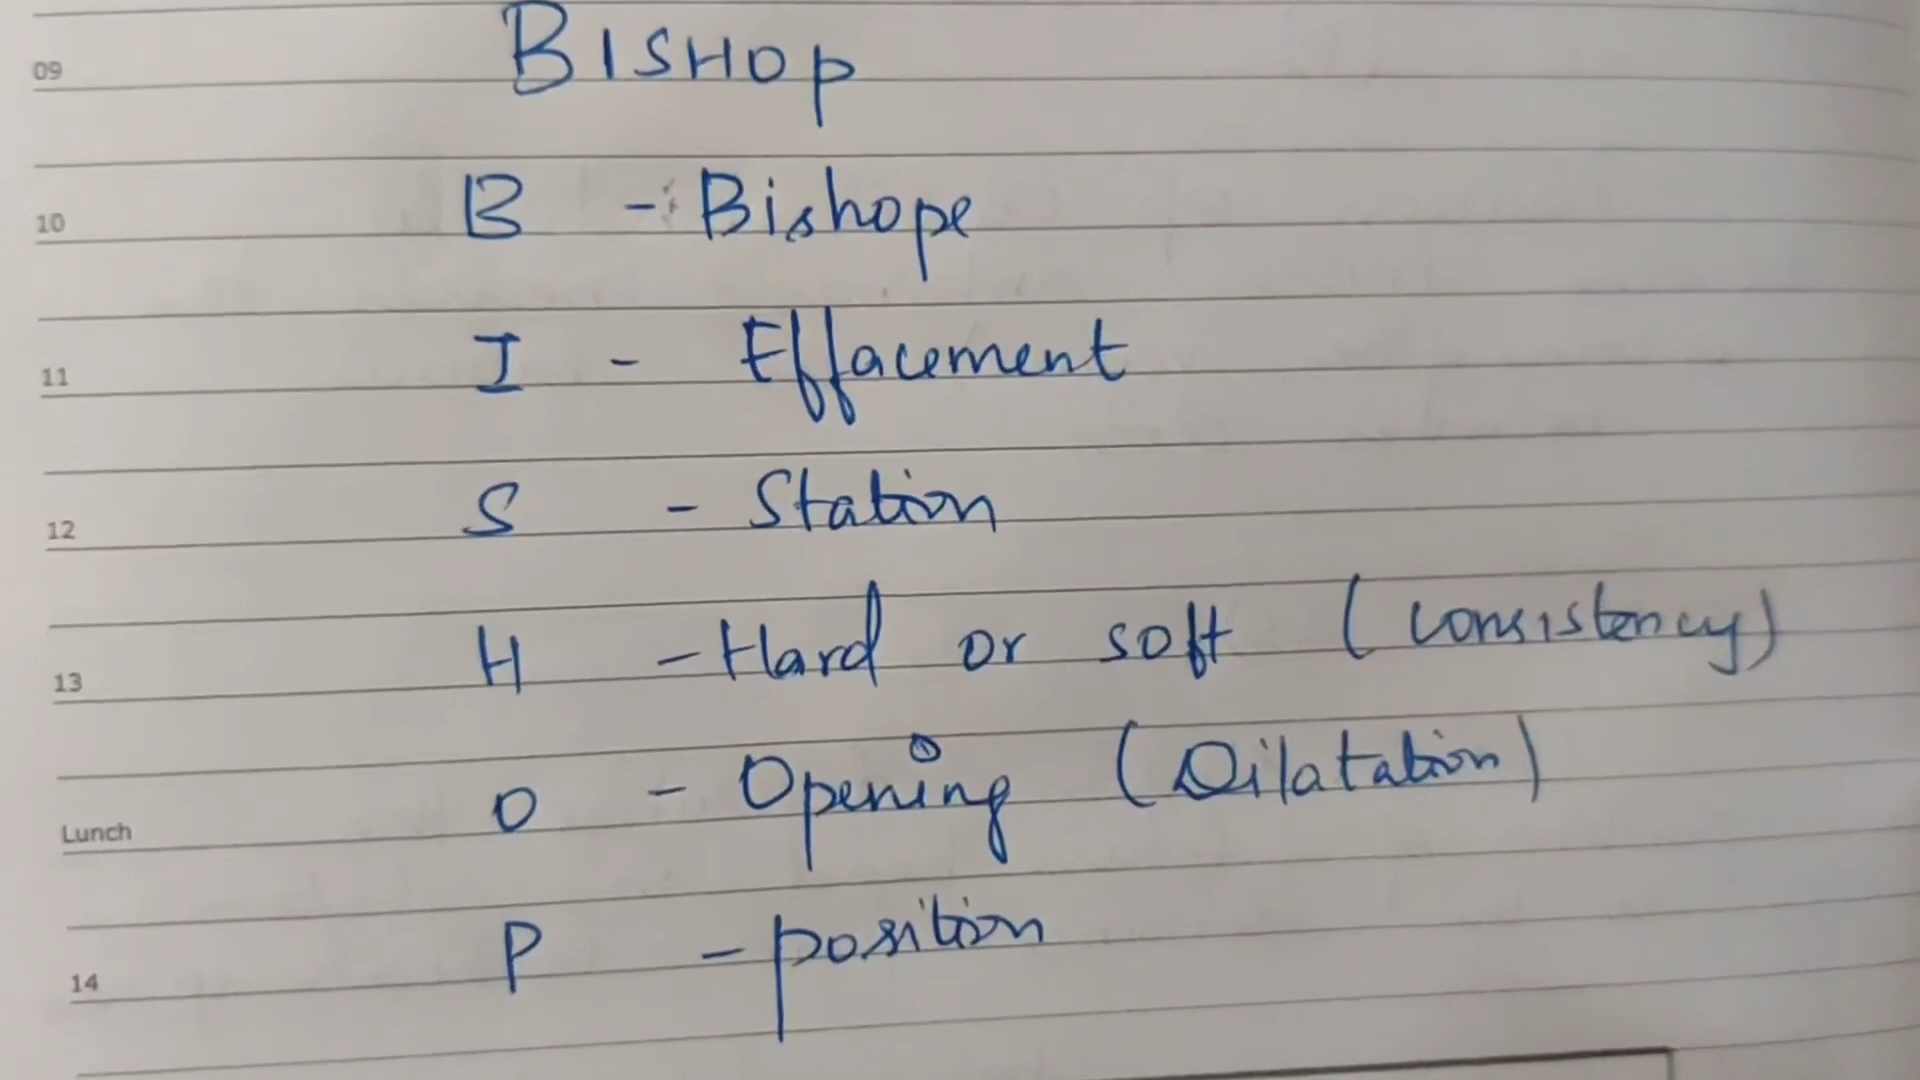 09 BISHOP
10 B - Bishope
11 I - Effacement
12 S - Station
13 H - Hard or soft (consistency)
Lunch O - Opening (Dilatation)
14 P - position